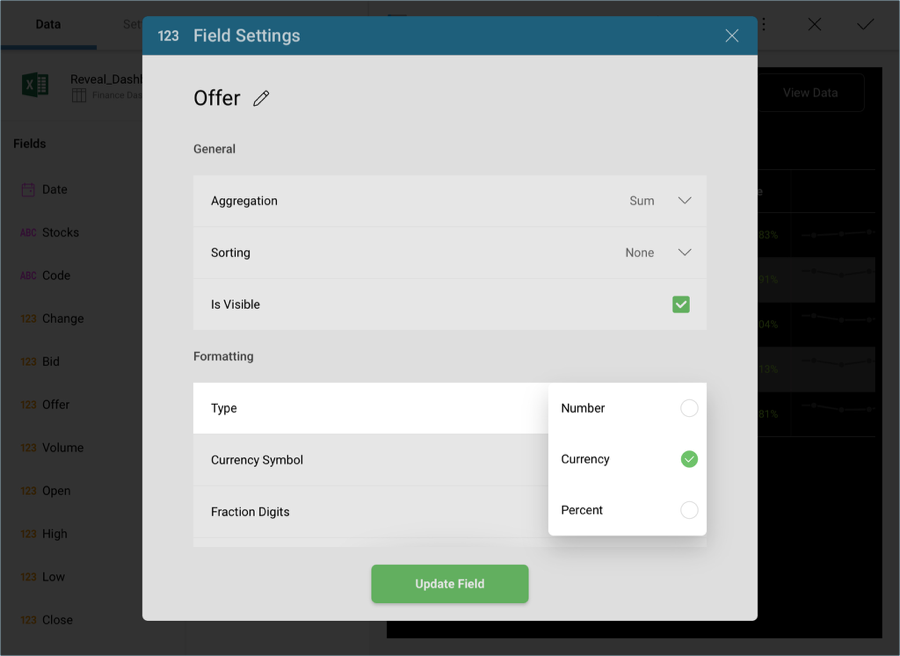 Data
Set
123 Field Settings
Reveal_Dashb
Finance Das
View Data
Offer
Fields
General
Date
ABC Stocks
ABC Code
123 Change
123 Bid
123 Offer
123 Volume
123 Open
123 High
123 Low
123 Close
Aggregation Sum
Sorting None
Is Visible
Formatting
Type
Currency Symbol
Fraction Digits
Number
Currency
Percent
Update Field
e
83%
91%
04%
13%
81%